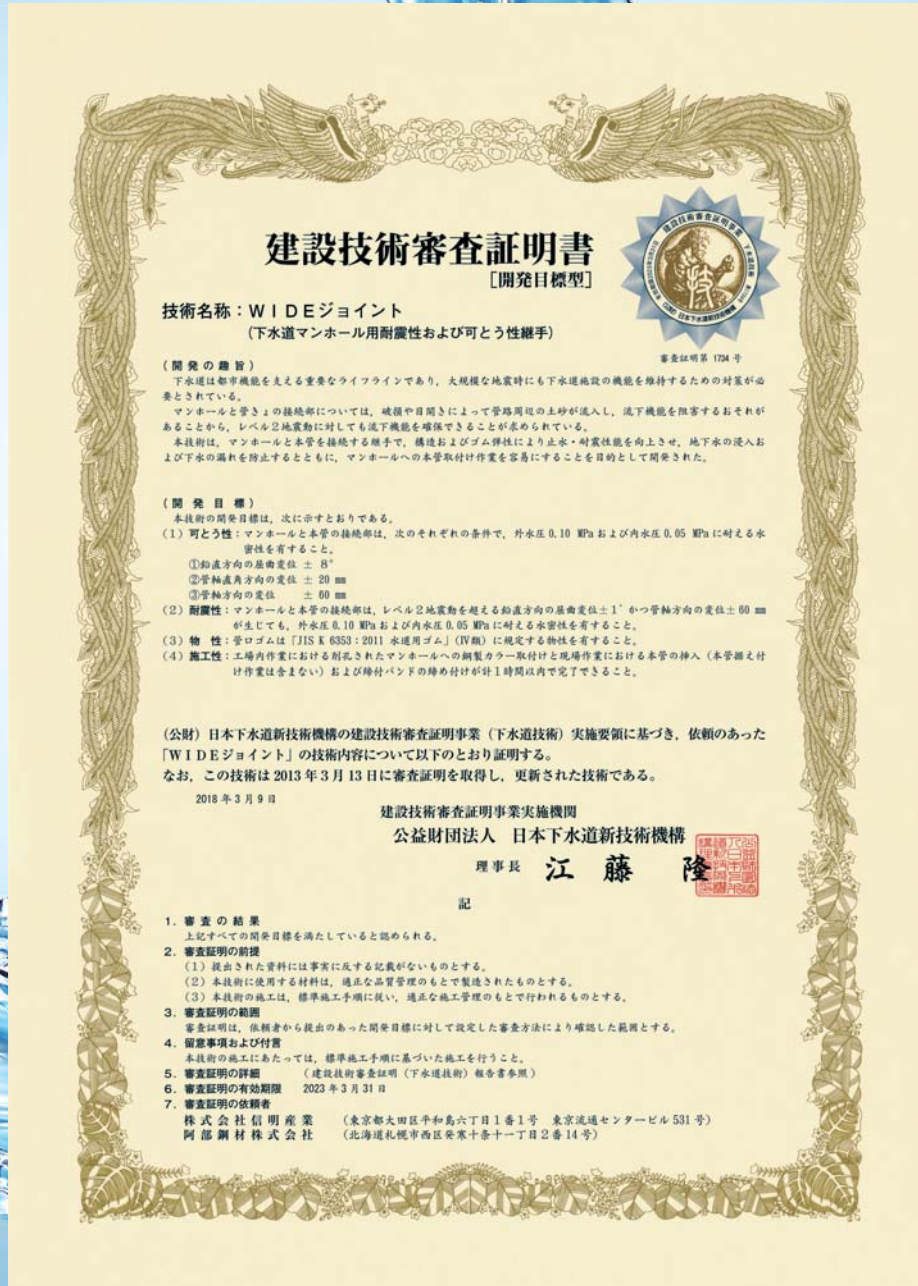 建設技術審査証明書
[開発目標型]
技術名称：ＷＩＤＥジョイント
(下水道マンホール用耐震性および可とう性継手)
建設技術審査証明事業
審査証明第 1734 号
(開発の趣旨)
下水道は都市機能を支える重要なライフラインであり，大規模な地震時にも下水道施設の機能を維持するための対策が必
要とされている。
マンホールと管きょの接続部については，破損や目開きによって管路周辺の土砂が流入し，流下機能を阻害するおそれが
あることから，レベル2地震動に対しても流下機能を確保できることが求められている。
本技術は，マンホールと本管を接続する継手で，構造およびゴム弾性により止水・耐震性能を向上させ，地下水の浸入お
よび下水の漏れを防止するとともに，マンホールへの本管取付け作業を容易にすることを目的として開発された。
(開 発 目 標)
本技術の開発目標は，次に示すとおりである。
(1) 可とう性：マンホールと本管の接続部は，次のそれぞれの条件で，外水圧 0.10 MPa および内水圧 0.05 MPa に耐える水
密性を有すること。
①鉛直方向の屈曲変位 ± 8°
②管軸直角方向の変位 ± 20 mm
③管軸方向の変位 ± 60 mm
(2) 耐震性：マンホールと本管の接続部は，レベル2地震動を超える鉛直方向の屈曲変位±1°かつ管軸方向の変位±60 mm
が生じても，外水圧 0.10 MPa および内水圧 0.05 MPa に耐える水密性を有すること。
(3) 物 性：管口ゴムは「JIS K 6353：2011 水道用ゴム」(Ⅳ類) に規定する物性を有すること。
(4) 施工性：工場内作業における削孔されたマンホールへの鋼製カラー取付けと現場作業における本管の挿入（本管据え付
け作業は含まない）および締付バンドの締め付けが計1時間以内で完了できること。
(公財) 日本下水道新技術機構の建設技術審査証明事業（下水道技術）実施要領に基づき，依頼のあった
「ＷＩＤＥジョイント」の技術内容について以下のとおり証明する。
なお，この技術は 2013 年 3 月 13 日に審査証明を取得し，更新された技術である。
2018 年 3 月 9 日
建設技術審査証明事業実施機関
公益財団法人 日本下水道新技術機構
理事長 江 藤 隆
記
1. 審査の結果
上記すべての開発目標を満たしていると認められる。
2. 審査証明の前提
(1) 提出された資料には事実に反する記載がないものとする。
(2) 本技術に使用する材料は，適正な品質管理のもとで製造されたものとする。
(3) 本技術の施工は，標準施工手順に従い，適正な施工管理のもとで行われるものとする。
3. 審査証明の範囲
審査証明は，依頼者から提出のあった開発目標に対して設定した審査方法により確認した範囲とする。
4. 留意事項および付言
本技術の施工にあたっては，標準施工手順に基づいた施工を行うこと。
5. 審査証明の詳細 (建設技術審査証明（下水道技術）報告書参照)
6. 審査証明の有効期限 2023 年 3 月 31 日
7. 審査証明の依頼者
株式会社信明産業 (東京都大田区平和島六丁目1番1号 東京流通センタービル 531 号)
阿部鋼材株式会社 (北海道札幌市西区発寒十条十一丁目2番14号)